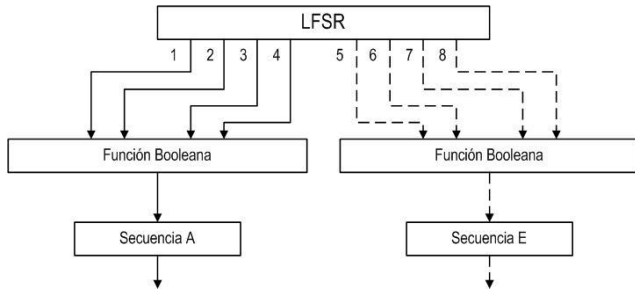 LFSR
1 2 3 4 5 6 7 8
Función Booleana Función Booleana
Secuencia A Secuencia E